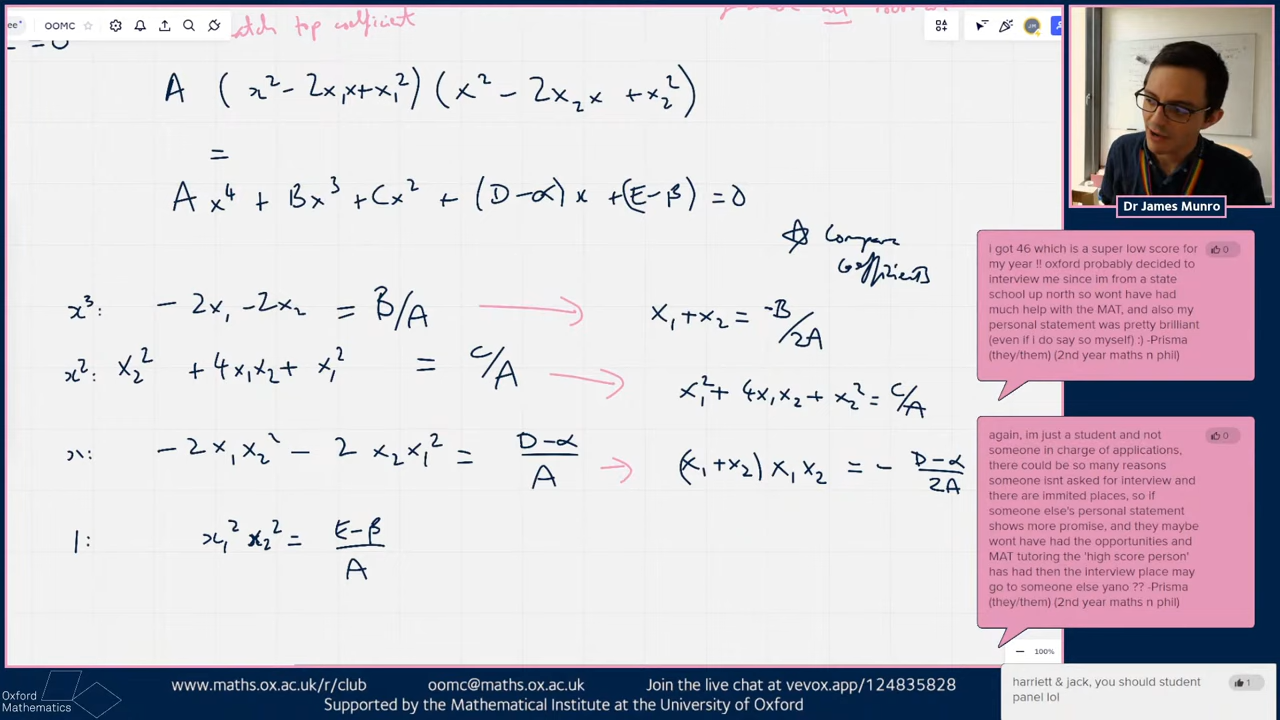 OOMC
match top coefficient
= 0
A (x² - 2x₁x + x₁²) (x² - 2x₂x + x₂²)
=
A x⁴ + Bx³ + Cx² + (D-α) x + (E-β) = 0
☆ Compare
coefficients
x³: - 2x₁ - 2x₂ = B/A
x₁ + x₂ = -B/2A
x²: x₂² + 4x₁x₂ + x₁² = C/A
x₁² + 4x₁x₂ + x₂² = C/A
x: - 2x₁x₂² - 2x₂x₁² = D-α/A
(x₁ + x₂) x₁x₂ = - D-α/2A
1: x₁² x₂² = E-β/A
100%
Dr James Munro
i got 46 which is a super low score for
my year !! oxford probably decided to
interview me since im from a state
school up north so wont have had
much help with the MAT, and also my
personal statement was pretty brilliant
(even if i do say so myself) :) -Prisma
(they/them) (2nd year maths n phil)
0
again, im just a student and not
someone in charge of applications,
there could be so many reasons
someone isnt asked for interview and
there are immited places, so if
someone else's personal statement
shows more promise, and they maybe
wont have had the opportunities and
MAT tutoring the 'high score person'
has had then the interview place may
go to someone else yano ?? -Prisma
(they/them) (2nd year maths n phil)
0
harriett & jack, you should student
panel lol
1
Oxford
Mathematics
www.maths.ox.ac.uk/r/club oomc@maths.ox.ac.uk Join the live chat at vevox.app/124835828
Supported by the Mathematical Institute at the University of Oxford